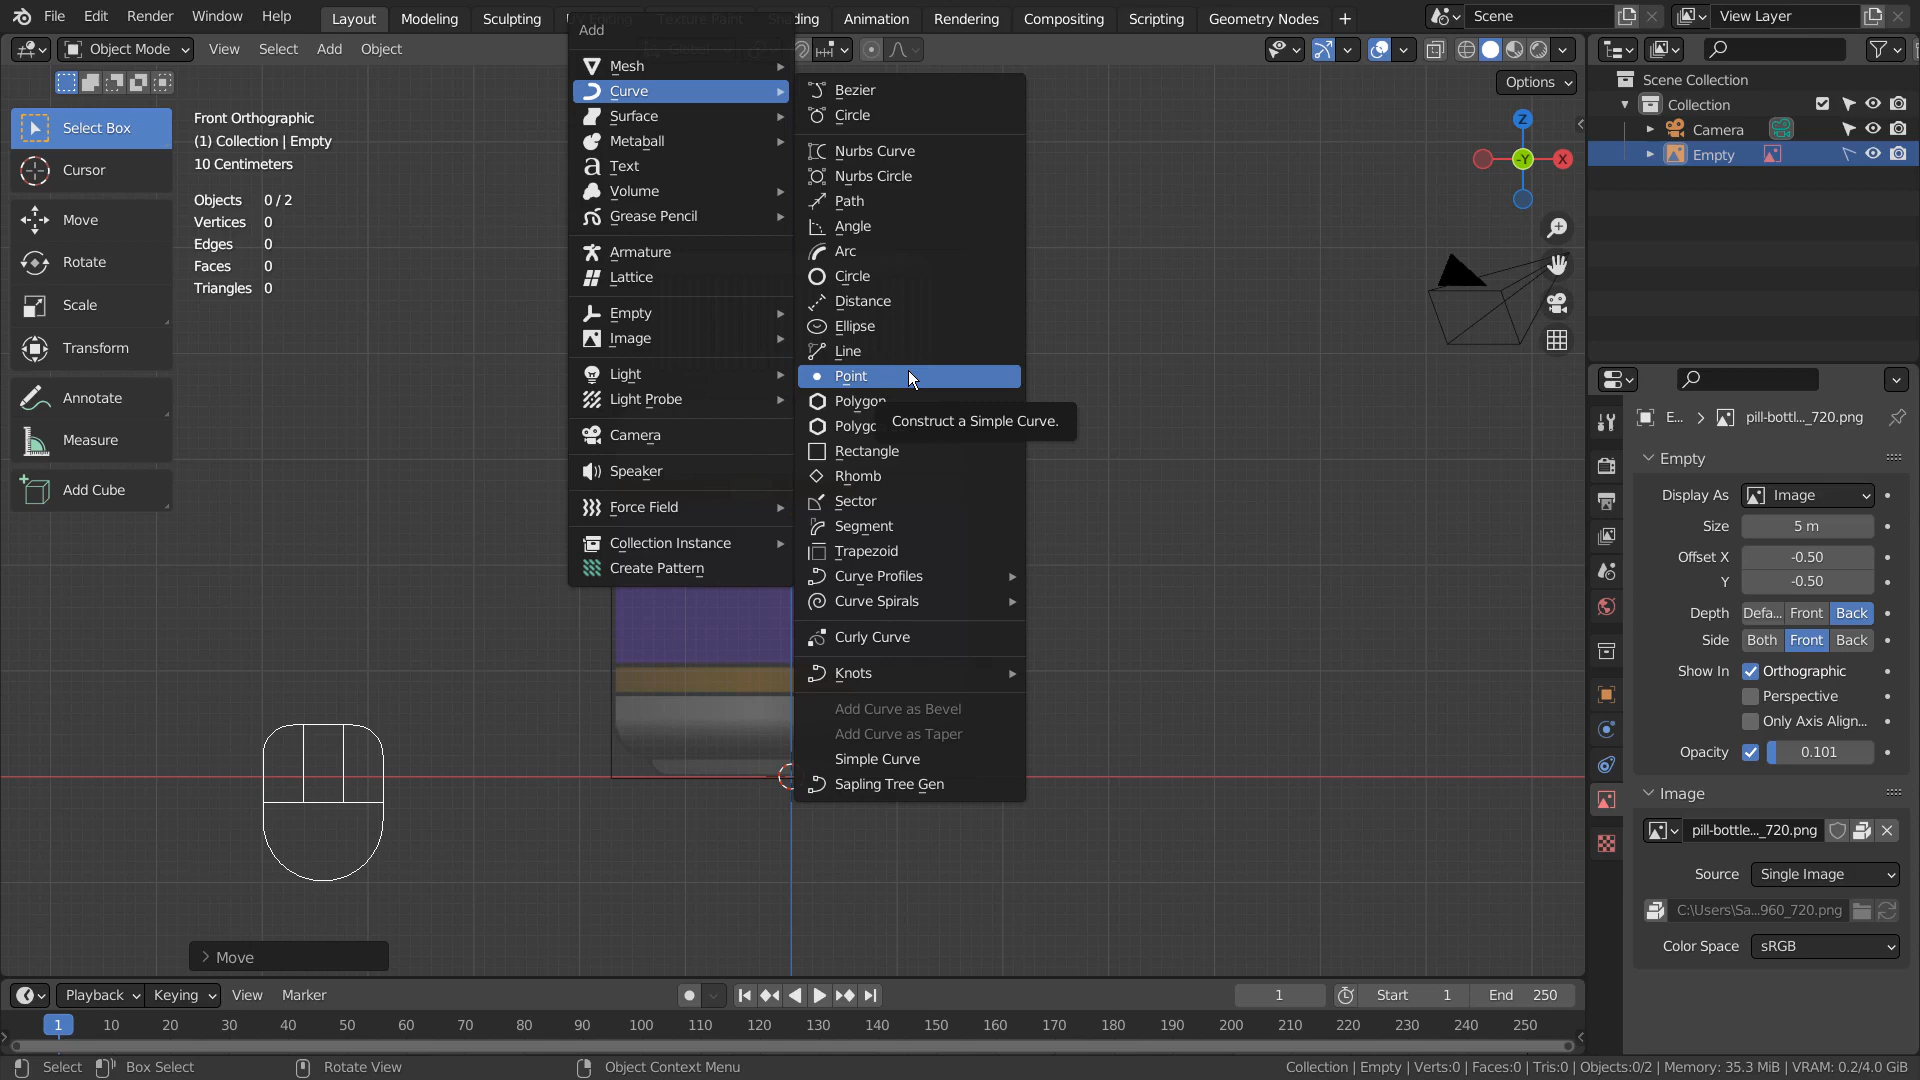 File Edit Render Window Help Layout Modeling Sculpting UV Editing Texture Paint Shading Animation Rendering Compositing Scripting Geometry Nodes + Scene View Layer
Object Mode View Select Add Object Global
Options
Select Box
Cursor
Move
Rotate
Scale
Transform
Annotate
Measure
Add Cube
Front Orthographic
(1) Collection | Empty
10 Centimeters
Objects 0 / 2
Vertices 0
Edges 0
Faces 0
Triangles 0
Add
Mesh
Curve
Surface
Metaball
Text
Volume
Grease Pencil
Armature
Lattice
Empty
Image
Light
Light Probe
Camera
Speaker
Force Field
Collection Instance
Create Pattern
Bezier
Circle
Nurbs Curve
Nurbs Circle
Path
Angle
Arc
Circle
Distance
Ellipse
Line
Point
Polygon
Polygo
Construct a Simple Curve.
Rectangle
Rhomb
Sector
Segment
Trapezoid
Curve Profiles
Curve Spirals
Curly Curve
Knots
Add Curve as Bevel
Add Curve as Taper
Simple Curve
Sapling Tree Gen
Z
-Y
X
Scene Collection
Collection
Camera
Empty
E... pill-bottl..._720.png
Empty
Display As Image
Size 5 m
Offset X -0.50
Y -0.50
Depth Defa... Front Back
Side Both Front Back
Show In Orthographic
Perspective
Only Axis Align...
Opacity 0.101
Image
pill-bottle..._720.png
Source Single Image
C:\Users\Sa...960_720.png
Color Space sRGB
Move
Playback Keying View Marker 1 Start 1 End 250
1 10 20 30 40 50 60 70 80 90 100 110 120 130 140 150 160 170 180 190 200 210 220 230 240 250
Select Box Select Rotate View Object Context Menu Collection | Empty | Verts:0 | Faces:0 | Tris:0 | Objects:0/2 | Memory: 35.3 MiB | VRAM: 0.2/4.0 GiB